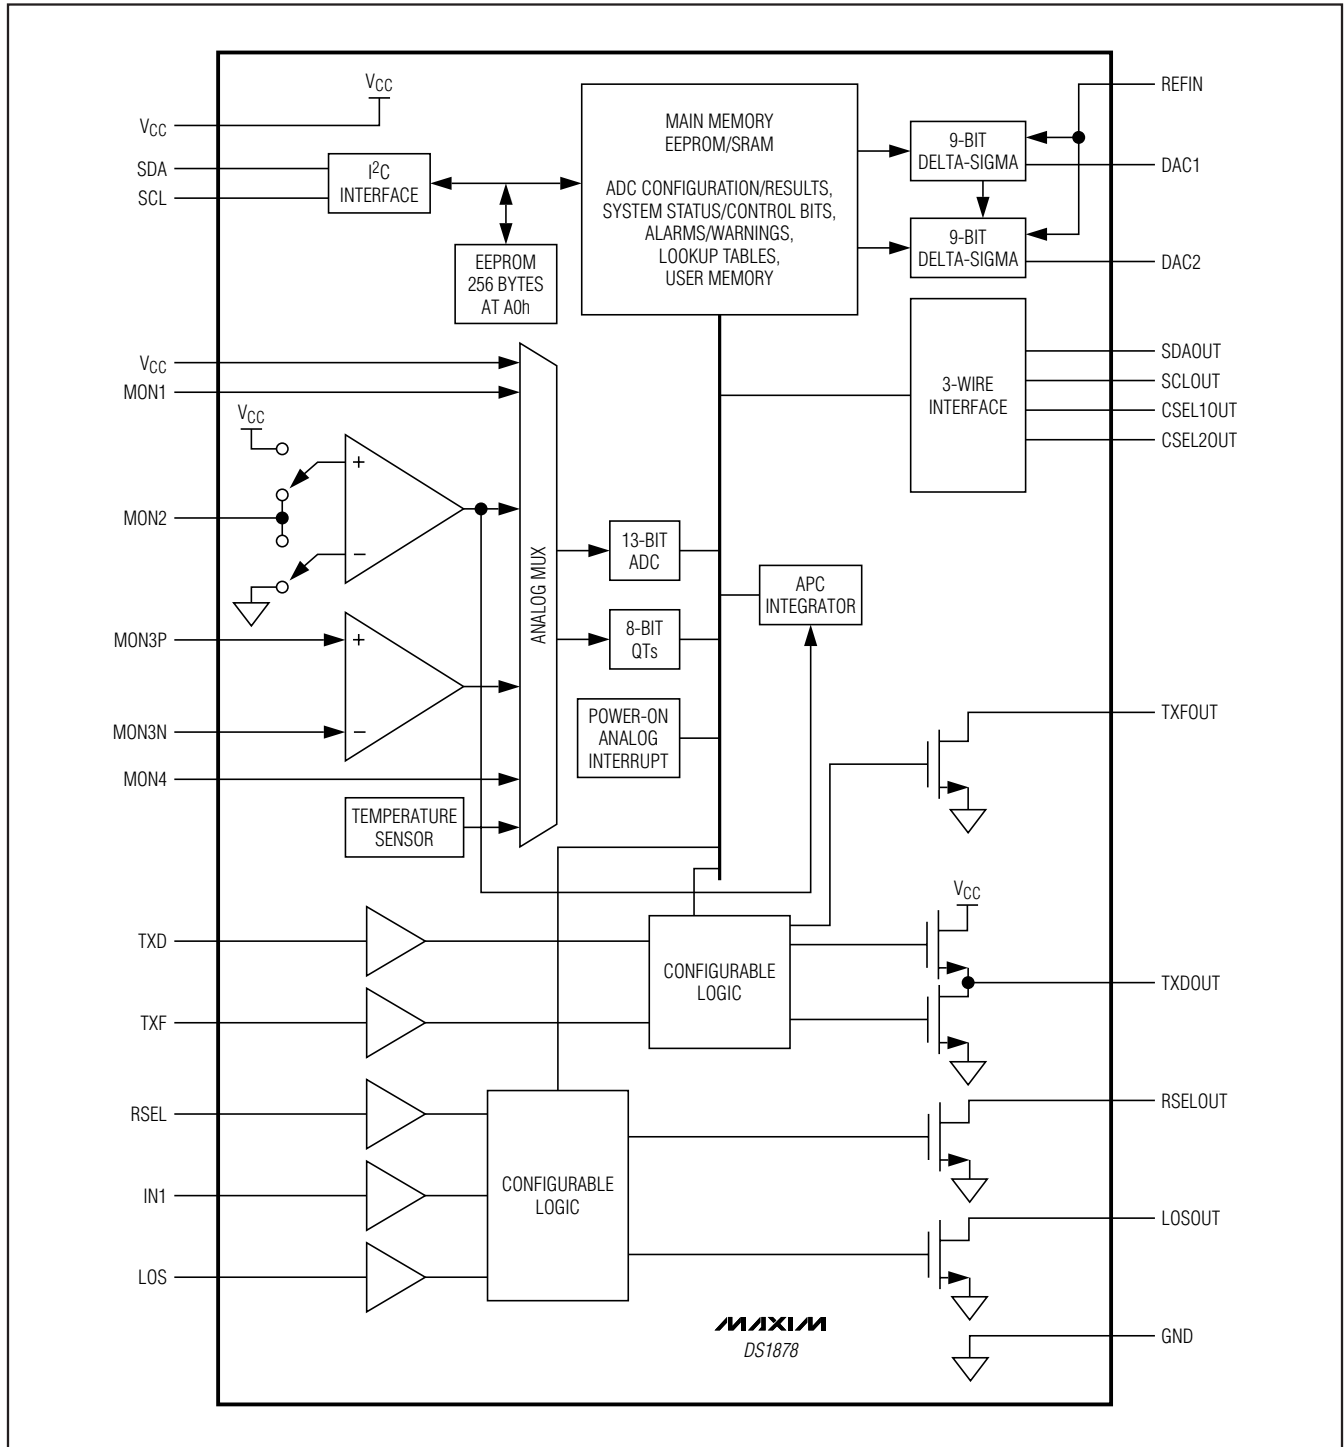 VCC
VCC
SDA
SCL
I2C
INTERFACE
EEPROM
256 BYTES
AT A0h
MAIN MEMORY
EEPROM/SRAM
ADC CONFIGURATION/RESULTS,
SYSTEM STATUS/CONTROL BITS,
ALARMS/WARNINGS,
LOOKUP TABLES,
USER MEMORY
9-BIT
DELTA-SIGMA
9-BIT
DELTA-SIGMA
REFIN
DAC1
DAC2
3-WIRE
INTERFACE
SDAOUT
SCLOUT
CSEL1OUT
CSEL2OUT
VCC
MON1
VCC
MON2
+
−
MON3P
MON3N
+
−
MON4
TEMPERATURE
SENSOR
ANALOG MUX
13-BIT
ADC
8-BIT
QTs
POWER-ON
ANALOG
INTERRUPT
APC
INTEGRATOR
TXFOUT
TXD
TXF
CONFIGURABLE
LOGIC
VCC
TXDOUT
RSEL
IN1
LOS
CONFIGURABLE
LOGIC
RSELOUT
LOSOUT
MAXIM
DS1878
GND